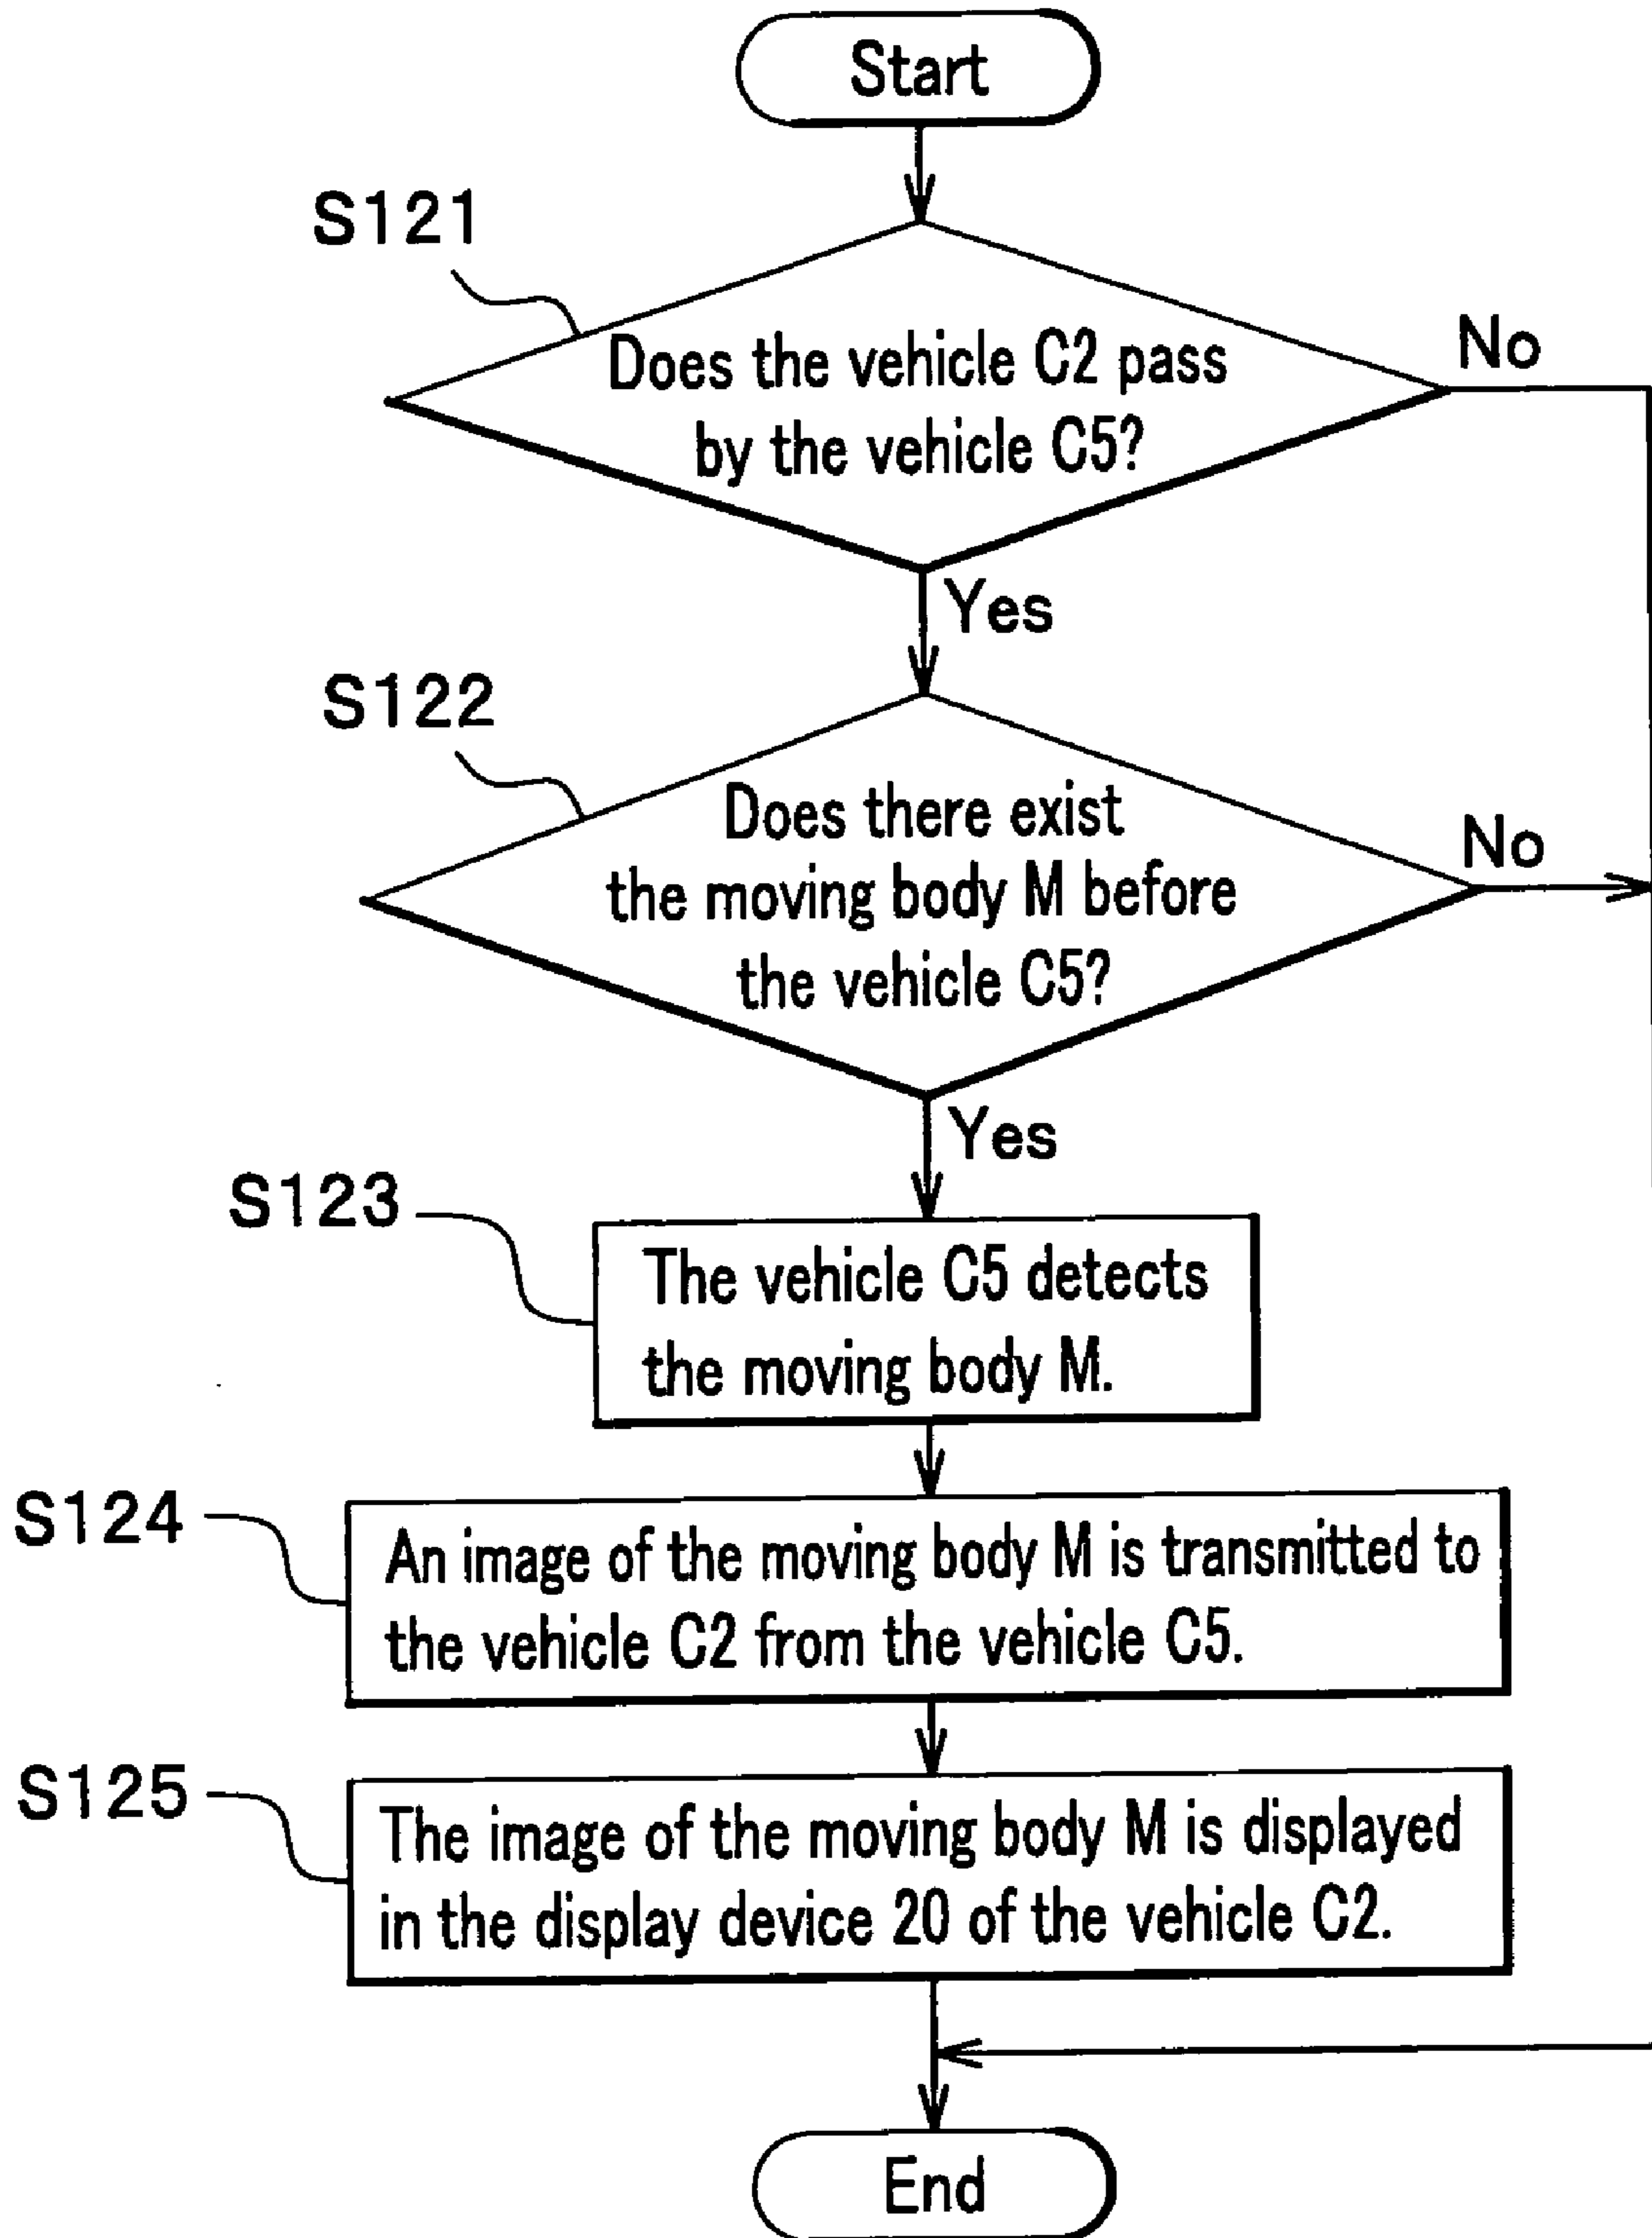 Start
S121
Does the vehicle C2 pass
by the vehicle C5?
No
Yes
S122
Does there exist
the moving body M before
the vehicle C5?
No
Yes
S123
The vehicle C5 detects
the moving body M.
S124
An image of the moving body M is transmitted to
the vehicle C2 from the vehicle C5.
S125
The image of the moving body M is displayed
in the display device 20 of the vehicle C2.
End